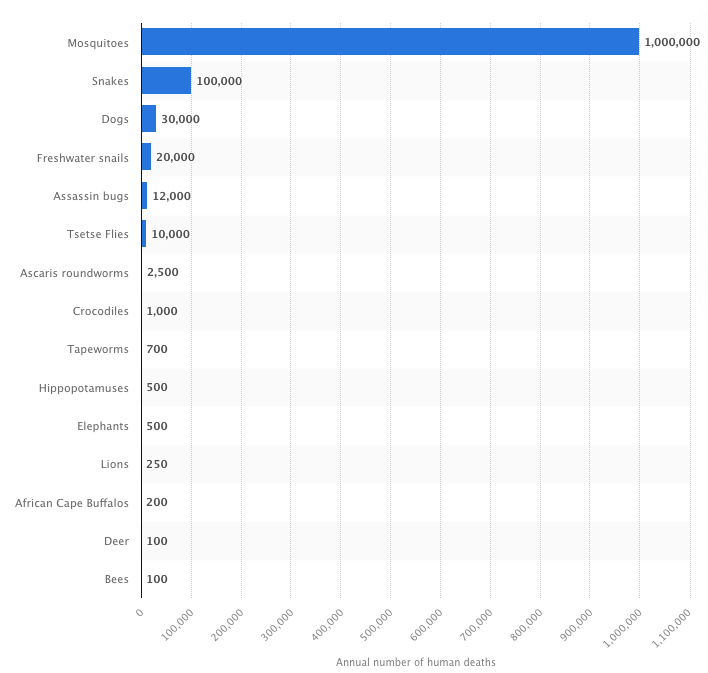 Mosquitoes 1,000,000
Snakes 100,000
Dogs 30,000
Freshwater snails 20,000
Assassin bugs 12,000
Tsetse Flies 10,000
Ascaris roundworms 2,500
Crocodiles 1,000
Tapeworms 700
Hippopotamuses 500
Elephants 500
Lions 250
African Cape Buffalos 200
Deer 100
Bees 100
0 100,000 200,000 300,000 400,000 500,000 600,000 700,000 800,000 900,000 1,000,000 1,100,000
Annual number of human deaths